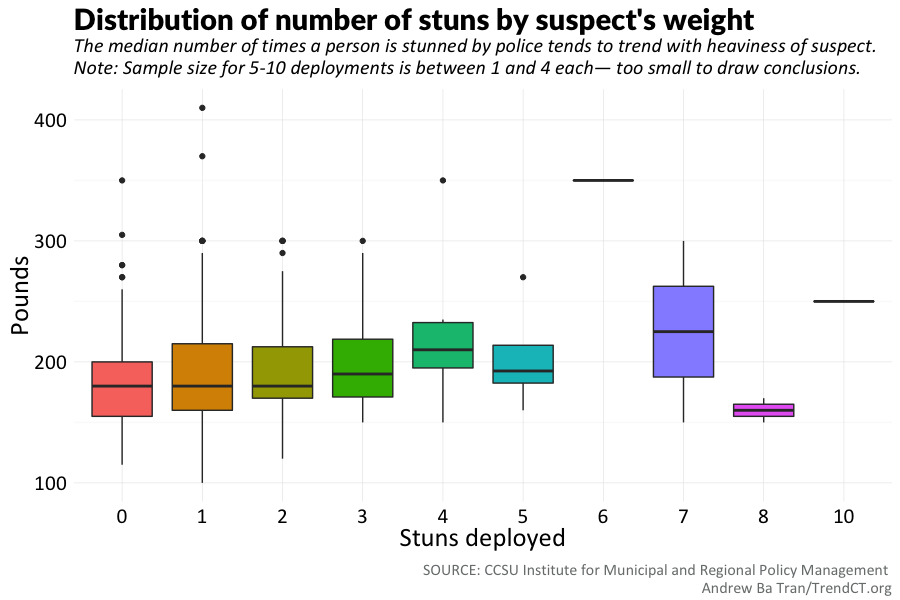 Distribution of number of stuns by suspect's weight
The median number of times a person is stunned by police tends to trend with heaviness of suspect.
Note: Sample size for 5-10 deployments is between 1 and 4 each— too small to draw conclusions.
400
300
200
100
Pounds
0 1 2 3 4 5 6 7 8 10
Stuns deployed
SOURCE: CCSU Institute for Municipal and Regional Policy Management
Andrew Ba Tran/TrendCT.org